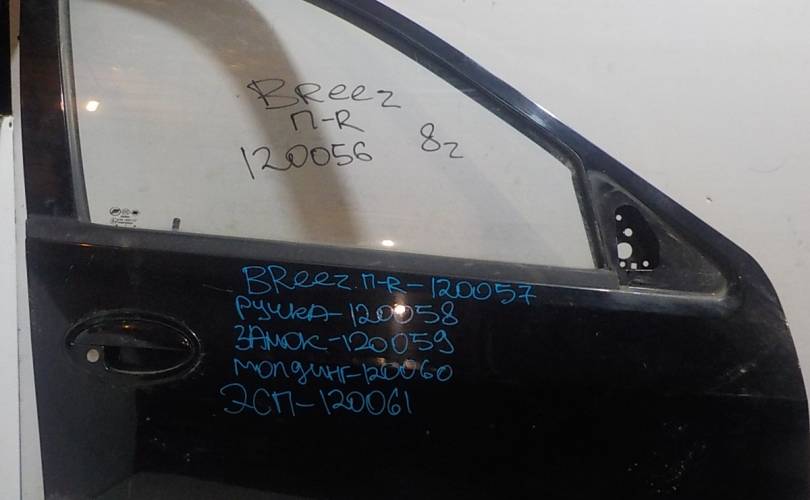 BReez
П-R
120056
8г
BReez П-R-120057
РУЧКА-120058
ЗАМОК-120059
МОЛДИНГ-120060
ЭСП-120061